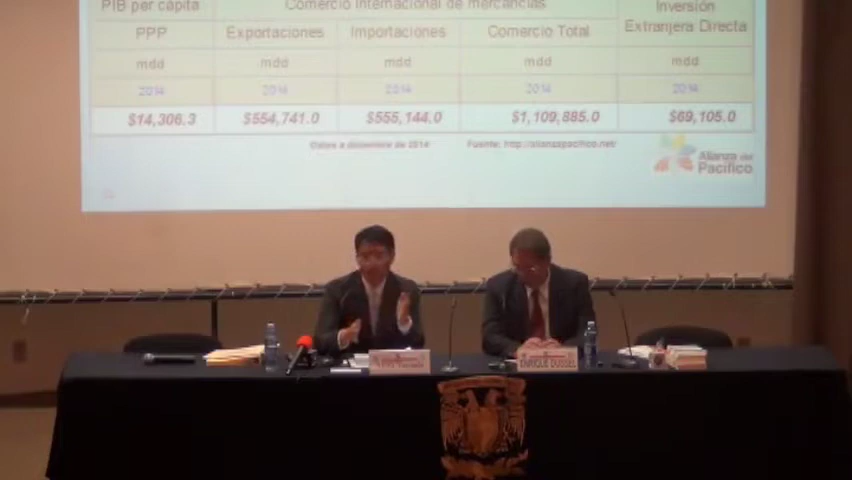 PIB per cápita Comercio Internacional de mercancías Inversión Extranjera Directa
PPP Exportaciones Importaciones Comercio Total
mdd mdd mdd mdd mdd
2014 2014 2014 2014 2014
$14,306.3 $554,741.0 $555,144.0 $1,109,885.0 $69,105.0
Datos a diciembre de 2014 Fuente: http://alianzapacifico.net/
Alianza del
Pacífico
ENRIQUE DUSSEL